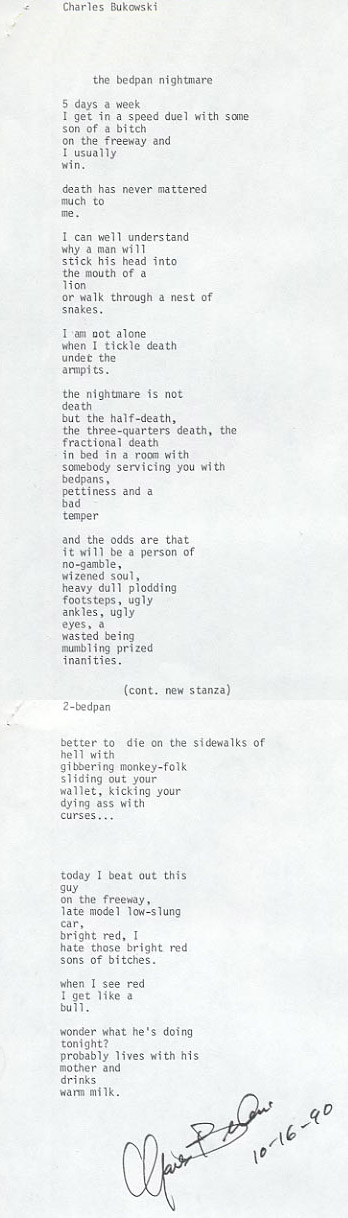 Charles Bukowski
the bedpan nightmare
5 days a week
I get in a speed duel with some
son of a bitch
on the freeway and
I usually
win.
death has never mattered
much to
me.
I can well understand
why a man will
stick his head into
the mouth of a
lion
or walk through a nest of
snakes.
I am not alone
when I tickle death
under the
armpits.
the nightmare is not
death
but the half-death,
the three-quarters death, the
fractional death
in bed in a room with
somebody servicing you with
bedpans,
pettiness and a
bad
temper
and the odds are that
it will be a person of
no-gamble,
wizened soul,
heavy dull plodding
footsteps, ugly
ankles, ugly
eyes, a
wasted being
mumbling prized
inanities.
(cont. new stanza)
2-bedpan
better to die on the sidewalks of
hell with
gibbering monkey-folk
sliding out your
wallet, kicking your
dying ass with
curses...
today I beat out this
guy
on the freeway,
late model low-slung
car,
bright red, I
hate those bright red
sons of bitches.
when I see red
I get like a
bull.
wonder what he's doing
tonight?
probably lives with his
mother and
drinks
warm milk.
Charles Bukowski
10-16-90